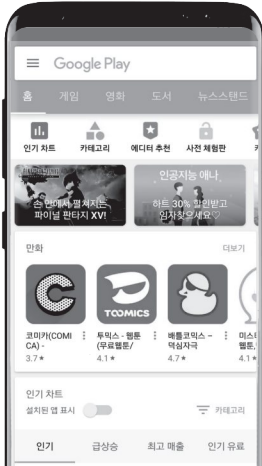 Google Play
홈 게임 영화 도서 뉴스스탠드
인기 차트 카테고리 에디터 추천 사전 체험판
손 안에서 펼쳐지는
파이널 판타지 XV!
인공지능 애나
하트 30% 할인받고
임자찾으세요♡
만화 더보기
TOOMICS
코미카(COMI 투믹스 - 웹툰 배틀코믹스 –
CA) - (무료웹툰/ 덕심자극 웹툰,
3.7★ 4.1★ 4.7★ 4.1★
인기 차트
설치된 앱 표시 카테고리
인기 급상승 최고 매출 인기 유료